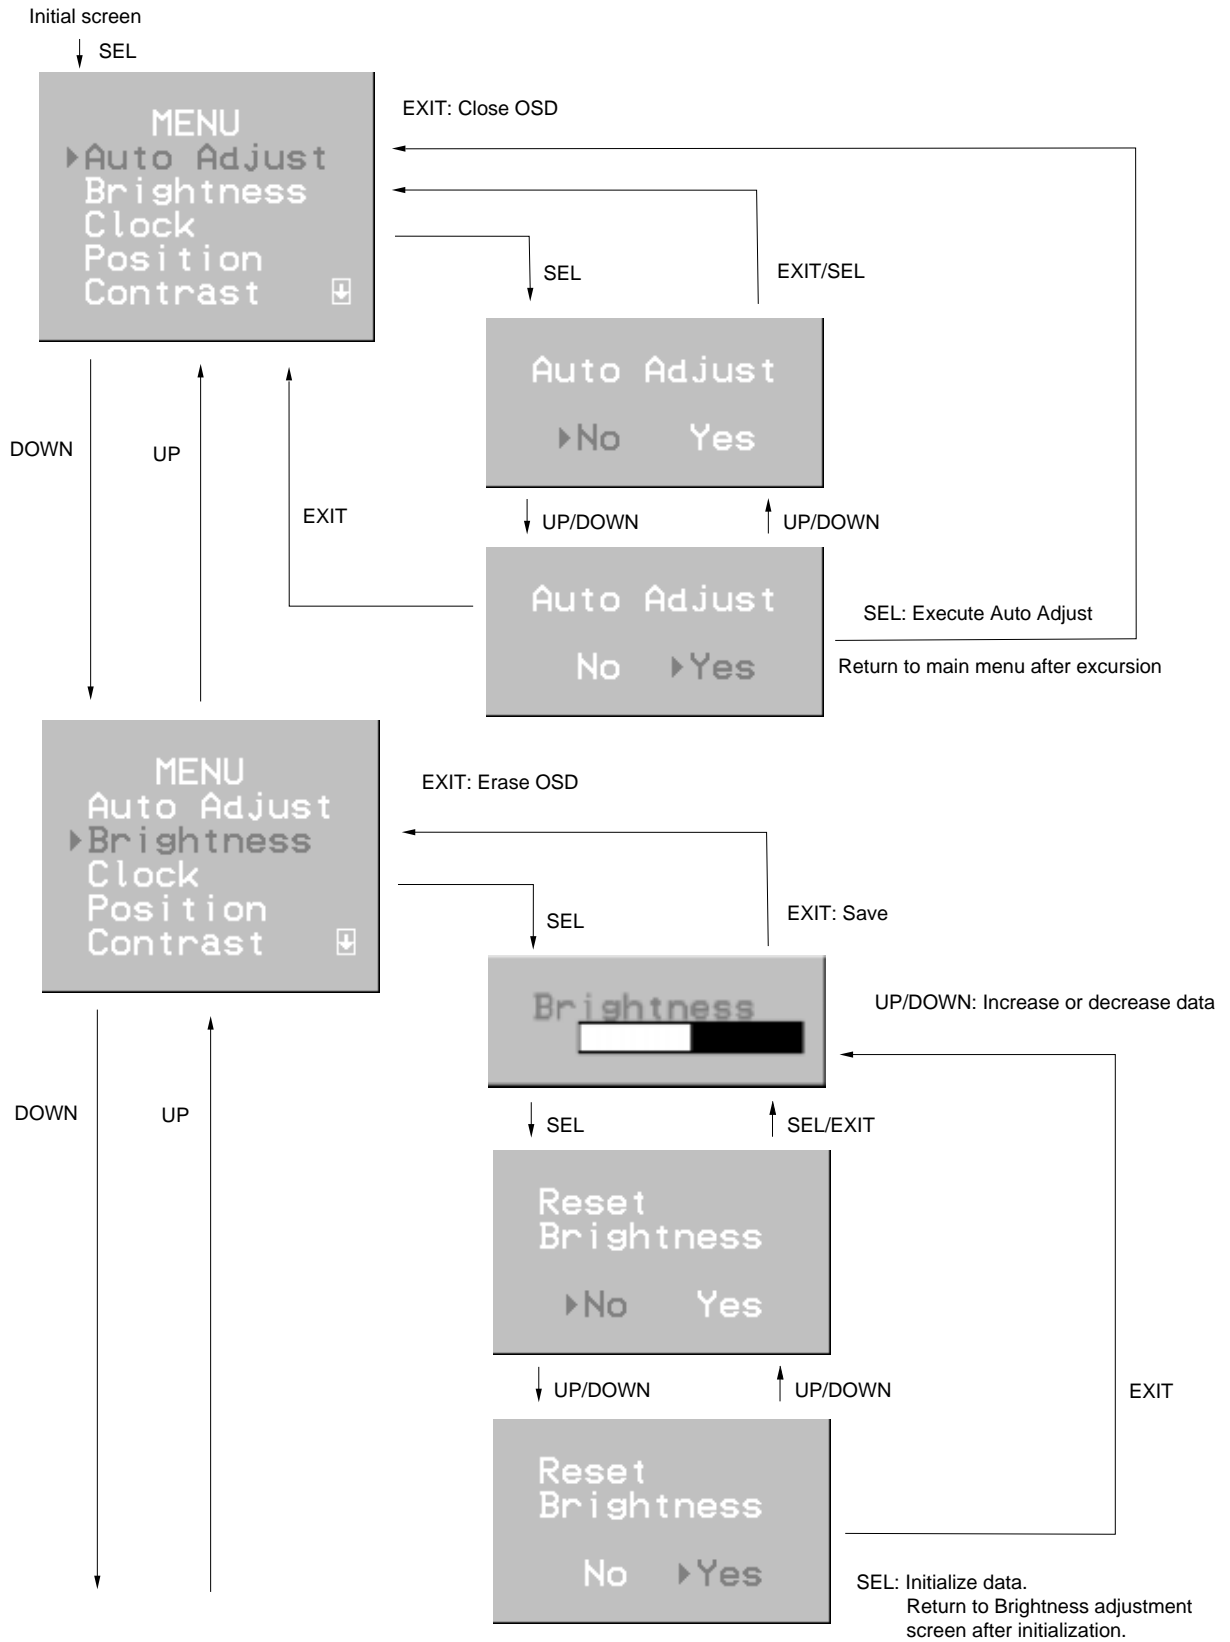 Initial screen
SEL
MENU
Auto Adjust
Brightness
Clock
Position
Contrast
EXIT: Close OSD
SEL
EXIT/SEL
Auto Adjust
No Yes
DOWN
UP
EXIT
UP/DOWN
UP/DOWN
Auto Adjust
No Yes
SEL: Execute Auto Adjust
Return to main menu after excursion
MENU
Auto Adjust
Brightness
Clock
Position
Contrast
EXIT: Erase OSD
SEL
EXIT: Save
Brightness
UP/DOWN: Increase or decrease data
DOWN
UP
SEL
SEL/EXIT
Reset
Brightness
No Yes
UP/DOWN
UP/DOWN
EXIT
Reset
Brightness
No Yes
SEL: Initialize data.
Return to Brightness adjustment
screen after initialization.